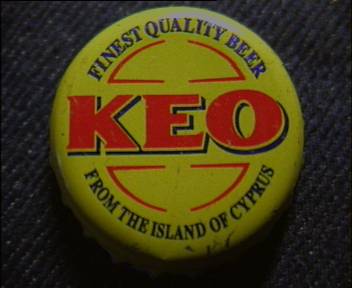 FINEST QUALITY BEER
KEO
FROM THE ISLAND OF CYPRUS